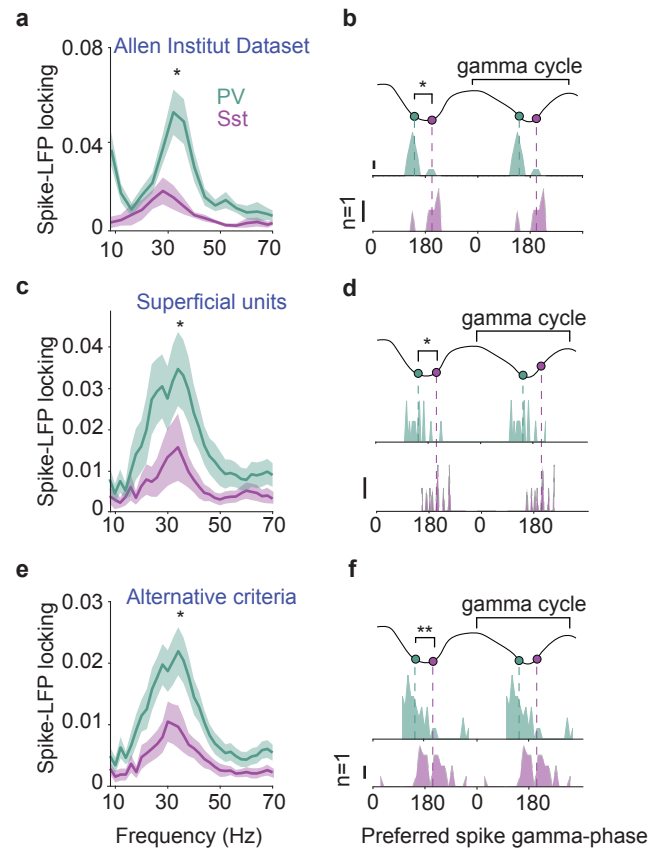 a
Allen Institut Dataset
0.08
*
PV
Sst
0.04
0
Spike-LFP locking
10 30 50 70
b
gamma cycle
*
n=1
0 180 0 180
c
Superficial units
*
0.04
0.03
0.02
0.01
0
Spike-LFP locking
10 30 50 70
d
gamma cycle
*
0 180 0 180
e
Alternative criteria
*
0.03
0.02
0.01
0
Spike-LFP locking
10 30 50 70
Frequency (Hz)
f
gamma cycle
**
n=1
0 180 0 180
Preferred spike gamma-phase